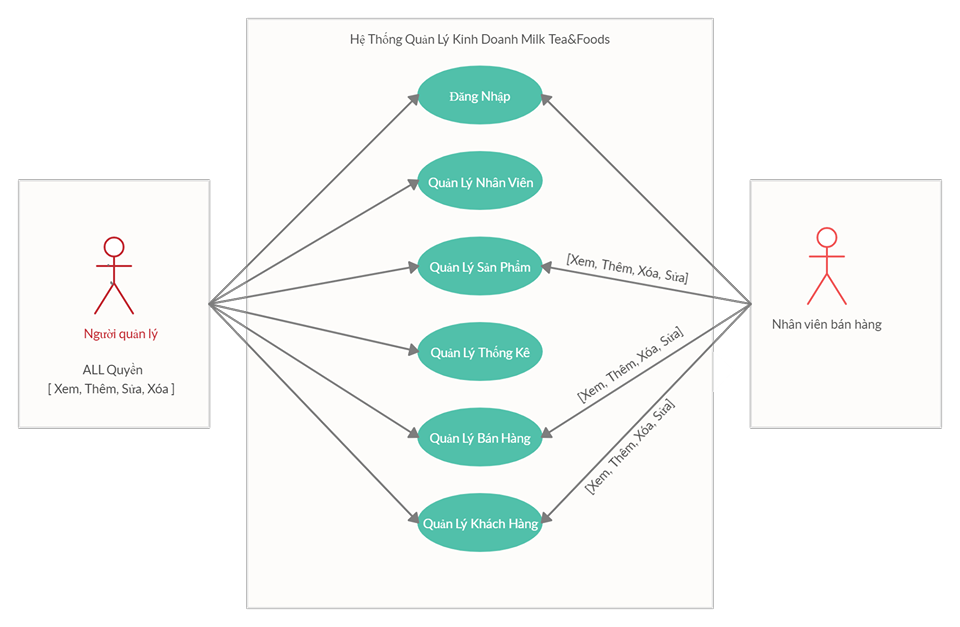 Hệ Thống Quản Lý Kinh Doanh Milk Tea&Foods
Đăng Nhập
Quản Lý Nhân Viên
Quản Lý Sản Phẩm
[Xem, Thêm, Xóa, Sửa]
Người quản lý
Nhân viên bán hàng
ALL Quyền
[ Xem, Thêm, Sửa, Xóa ]
Quản Lý Thống Kê
[Xem, Thêm, Xóa, Sửa]
Quản Lý Bán Hàng
[Xem, Thêm, Xóa, Sửa]
Quản Lý Khách Hàng